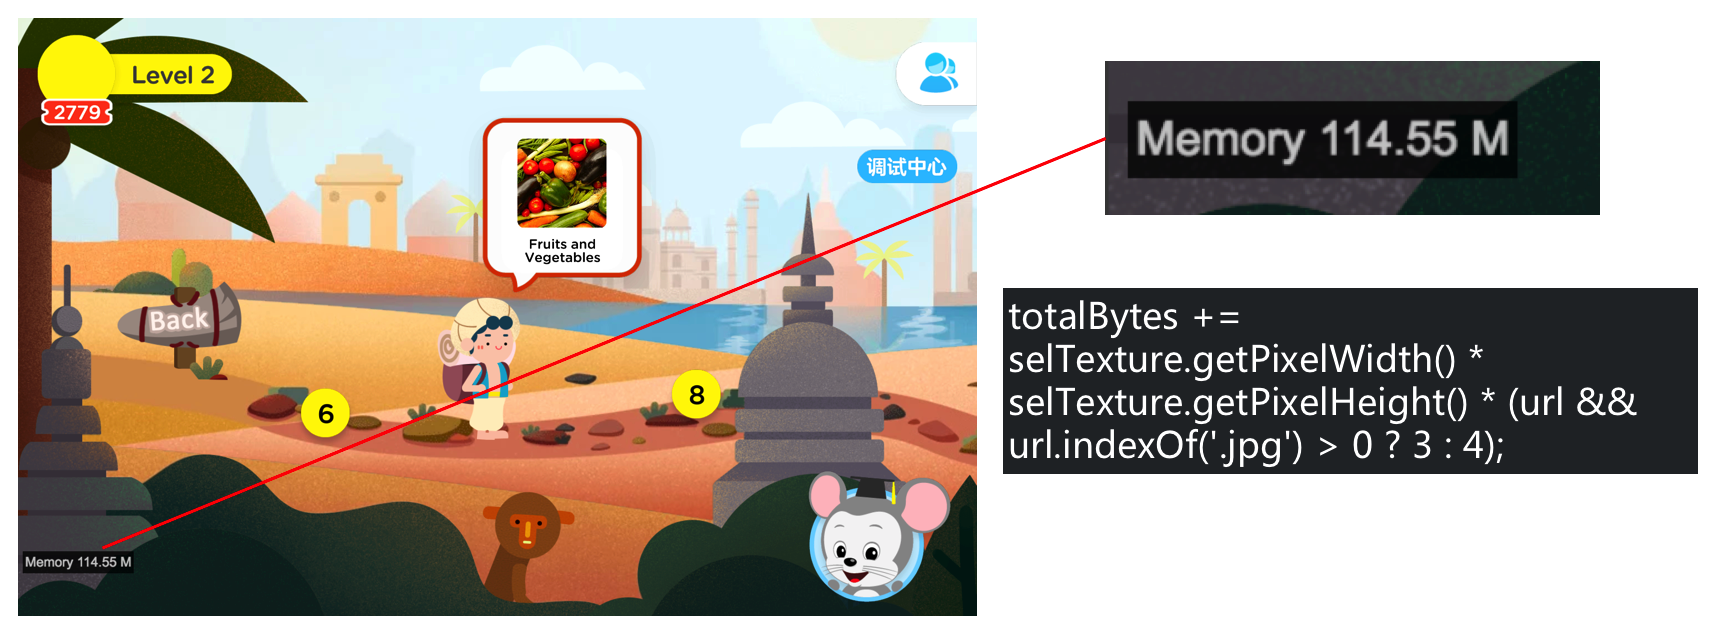 Level 2
2779
调试中心
Fruits and
Vegetables
Back
6
8
Memory 114.55 M
Memory 114.55 M
totalBytes +=
selTexture.getPixelWidth() *
selTexture.getPixelHeight() * (url &&
url.indexOf('.jpg') > 0 ? 3 : 4);